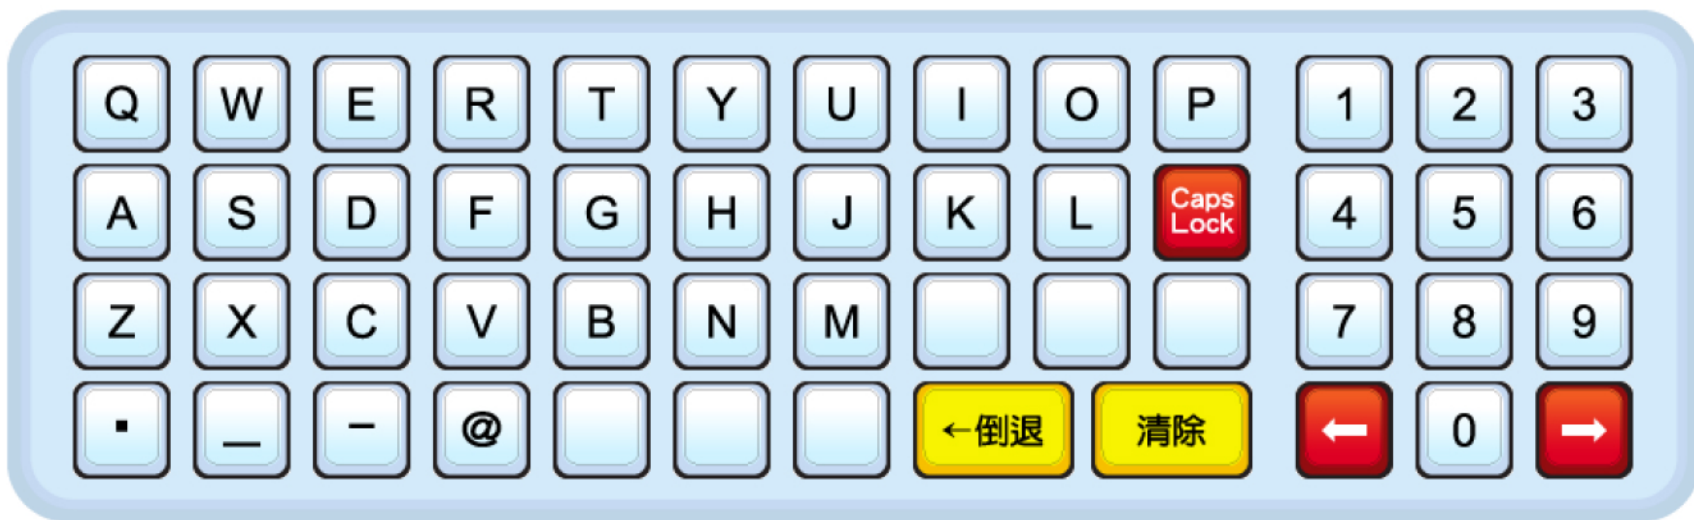 Q W E R T Y U I O P 1 2 3
A S D F G H J K L Caps Lock 4 5 6
Z X C V B N M 7 8 9
. _ - @ ←倒退 清除 ← 0 →